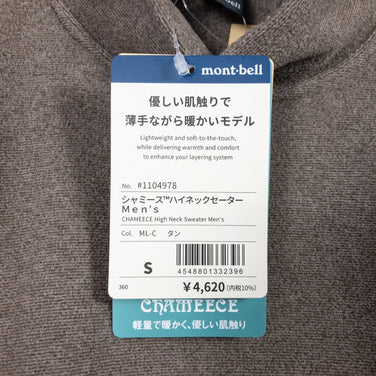 mont-bell
mont-bell
優しい肌触りで
薄手ながら暖かいモデル
Lightweight and soft-to-the-touch,
while delivering warmth and comfort
to enhance your layering system
No. #1104978
シャミース™ハイネックセーター
Men's
CHAMEECE High Neck Sweater Men's
Col. ML-C タン
S
4548801332396
360
¥4,620(内税10%)
CHAMEECE
軽量で暖かく、優しい肌触り